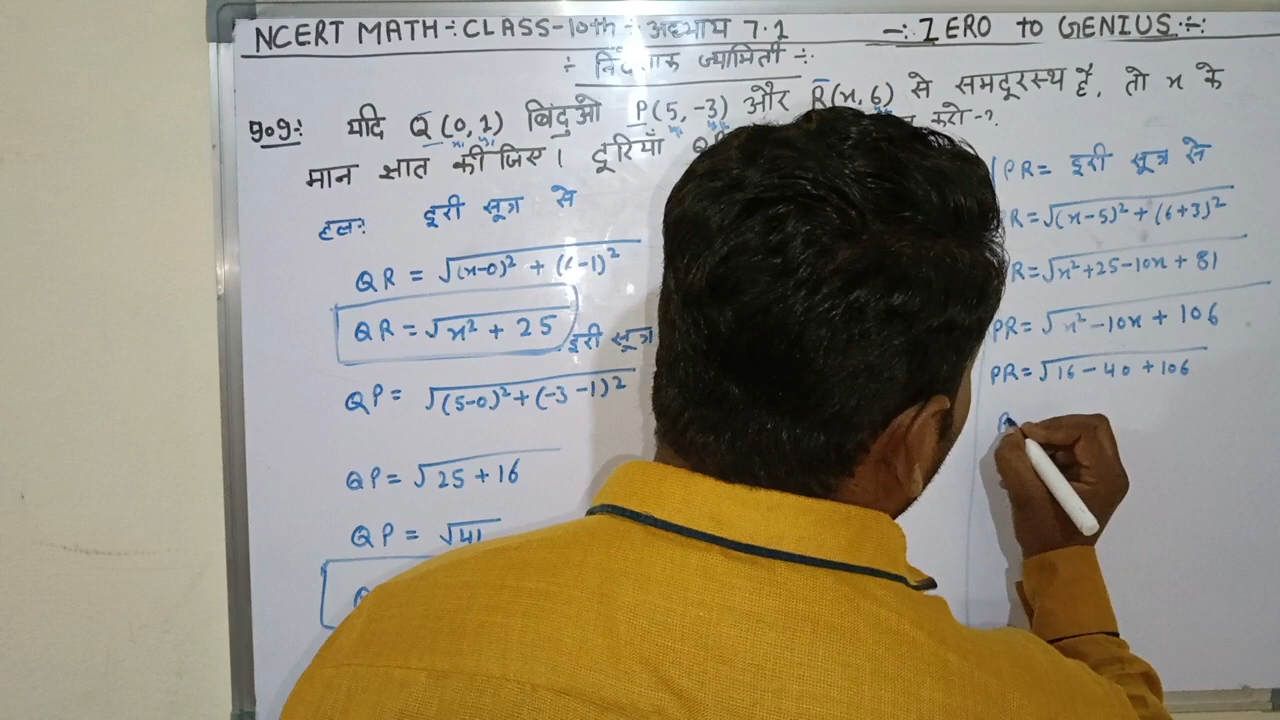 NCERT MATH÷CLASS-10th÷ अध्याय 7.1 -:ZERO TO GENIUS÷
÷ ज्यामिती ÷
प्र०9: यदि Q(0,1) बिंदुओ P(5,-3) और R(x,6) से समदूरस्थ है, तो x के
मान ज्ञात कीजिए। दूरियाँ करो-?
हल: दूरी सूत्र से
QR = √(x-0)² + (6-1)²
QR = √x² + 25
दूरी सूत्र
QP = √(5-0)²+(-3-1)²
QP = √25+16
QP = √41
PR = दूरी सूत्र से
R=√(x-5)² + (6+3)²
R=√x²+25-10x + 81
PR=√x²-10x + 106
PR=√16-40+106